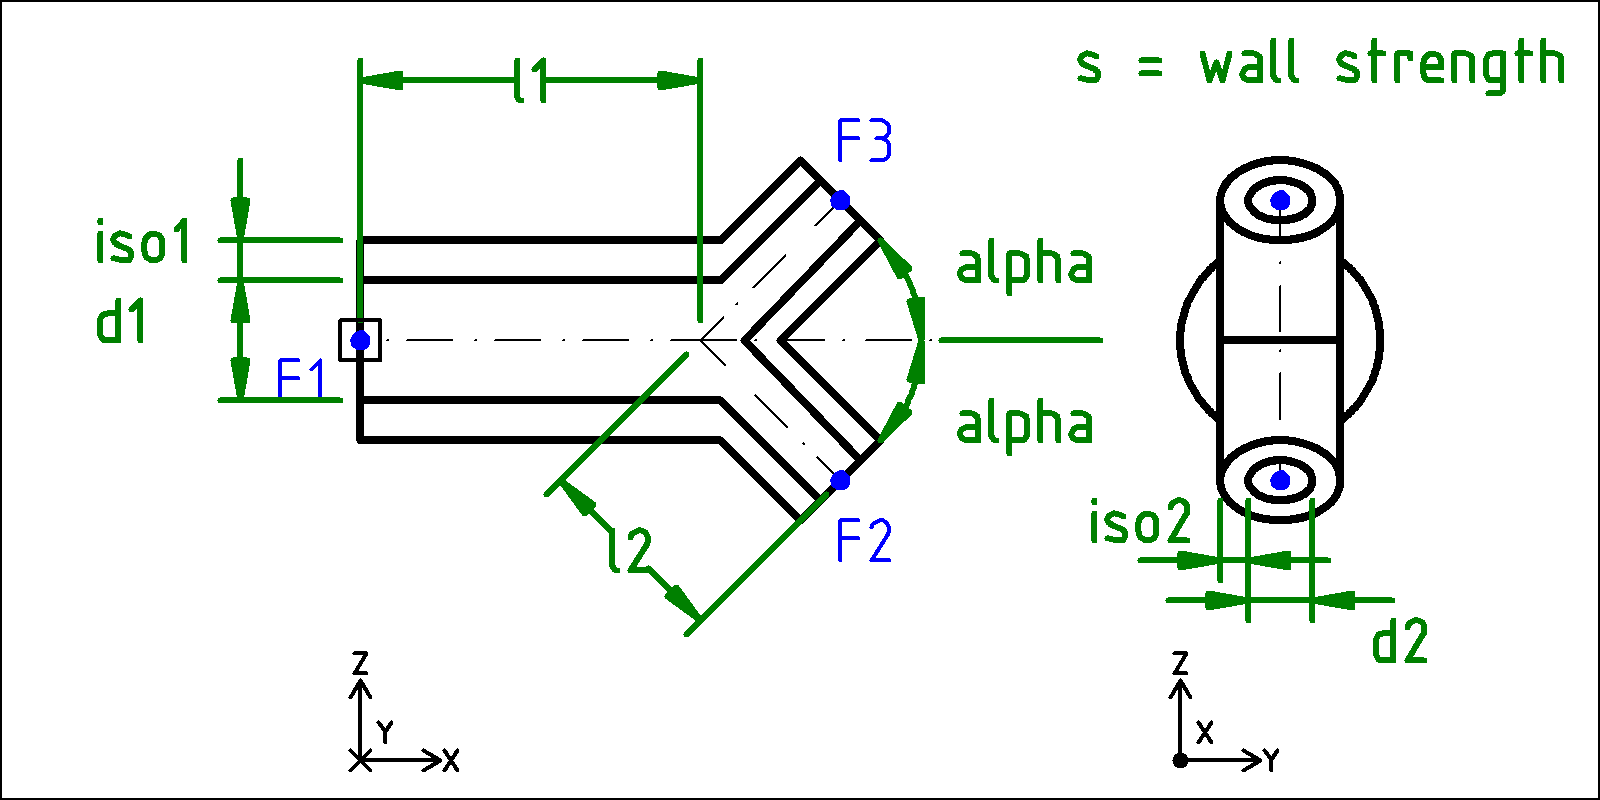 s = wall strength
l1
F3
iso1
alpha
d1
F1
alpha
iso2
l2
F2
d2
Z
Y
X
Z
X
Y